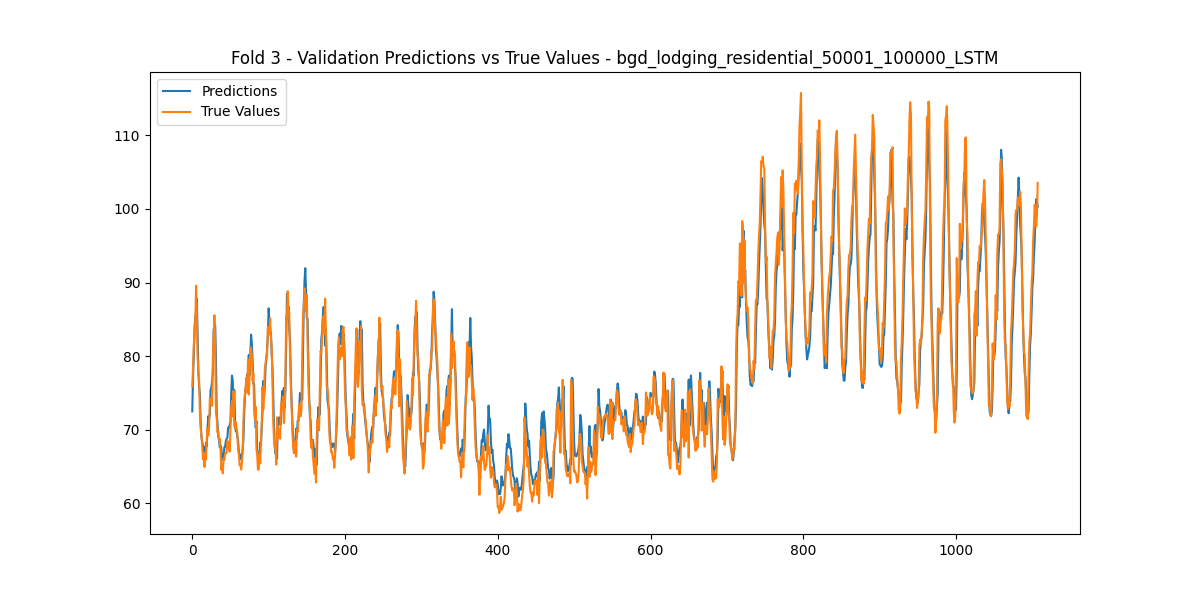 Fold 3 - Validation Predictions vs True Values - bgd_lodging_residential_50001_100000_LSTM
Predictions
True Values
110
100
90
80
70
60
0 200 400 600 800 1000